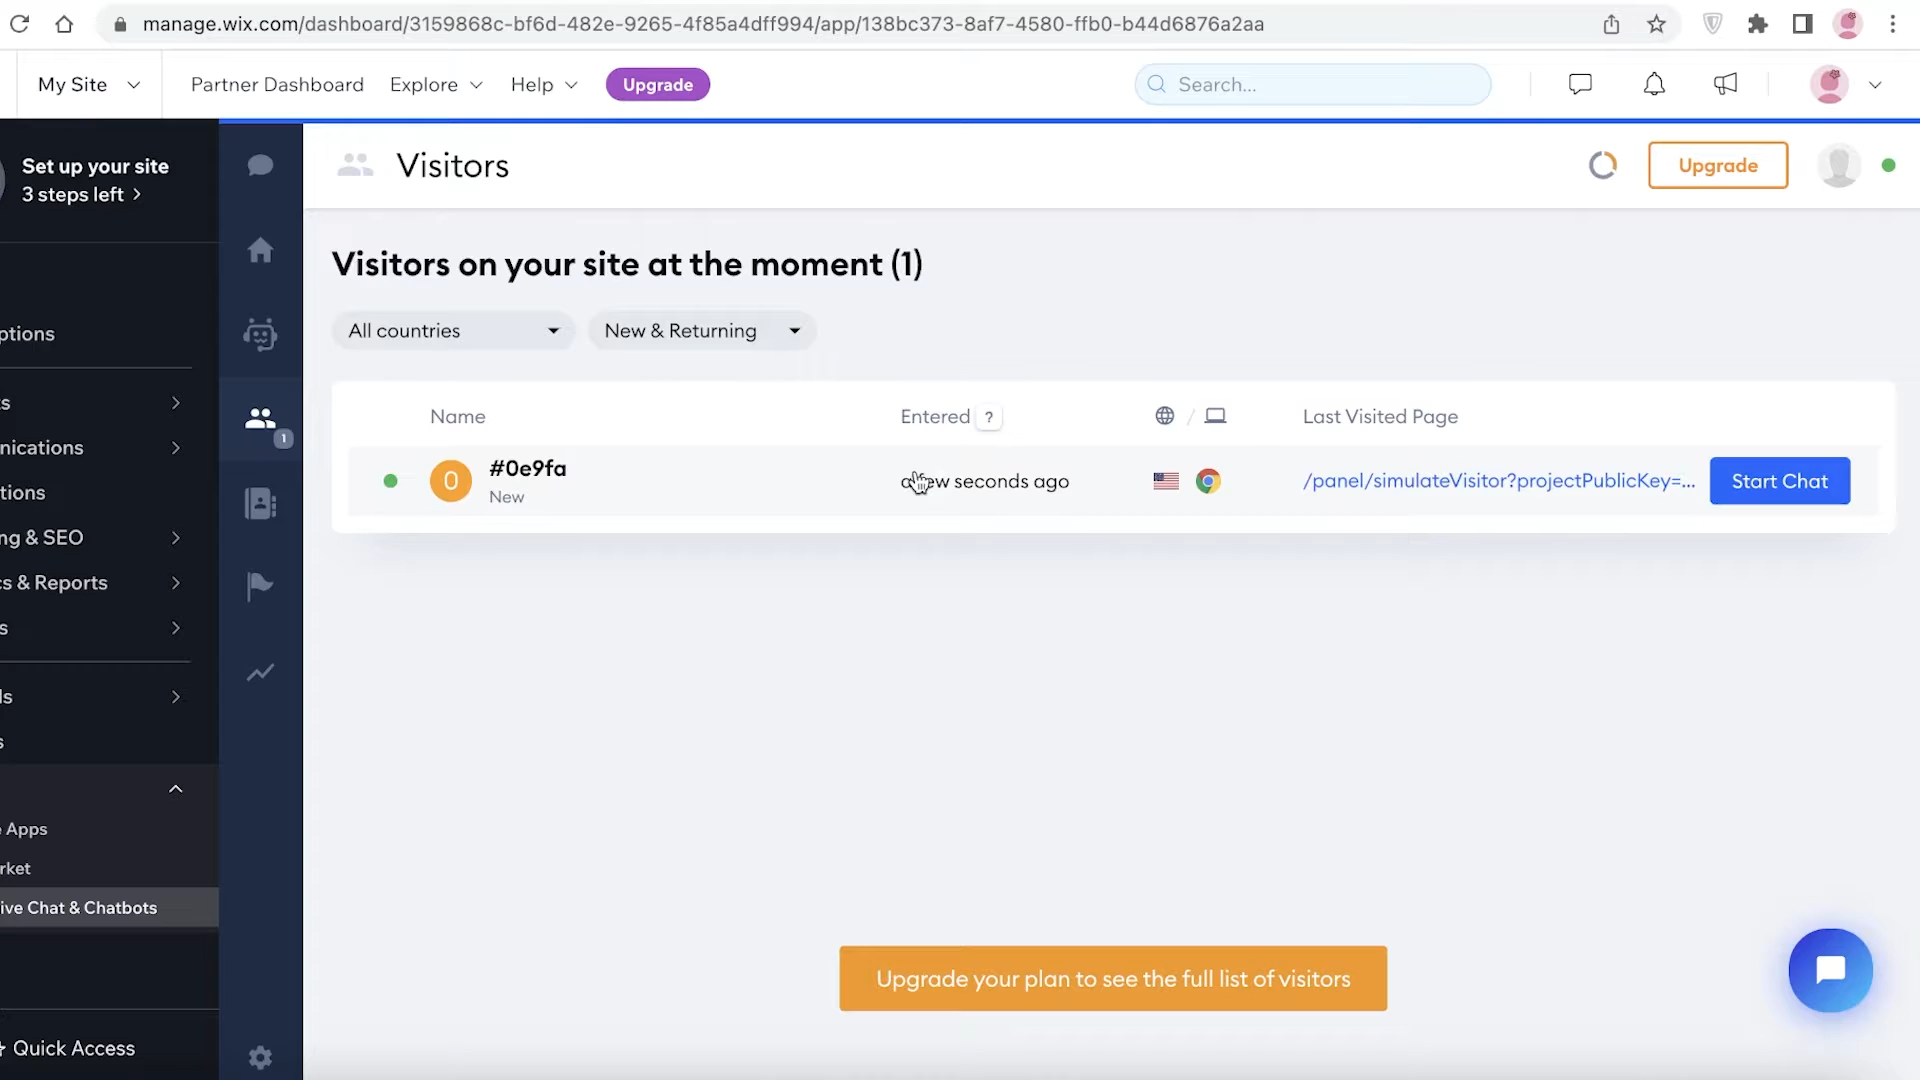 manage.wix.com/dashboard/3159868c-bf6d-482e-9265-4f85a4dff994/app/138bc373-8af7-4580-ffb0-b44d6876a2aa
My Site
Partner Dashboard
Explore
Help
Upgrade
Search...
Set up your site
3 steps left
ptions
s
nications
tions
ng & SEO
s & Reports
s
ls
s
Apps
rket
ive Chat & Chatbots
Quick Access
1
Visitors
Upgrade
Visitors on your site at the moment (1)
All countries
New & Returning
Name
Entered ?
/
Last Visited Page
0
#0e9fa
New
a few seconds ago
/panel/simulateVisitor?projectPublicKey=...
Start Chat
Upgrade your plan to see the full list of visitors